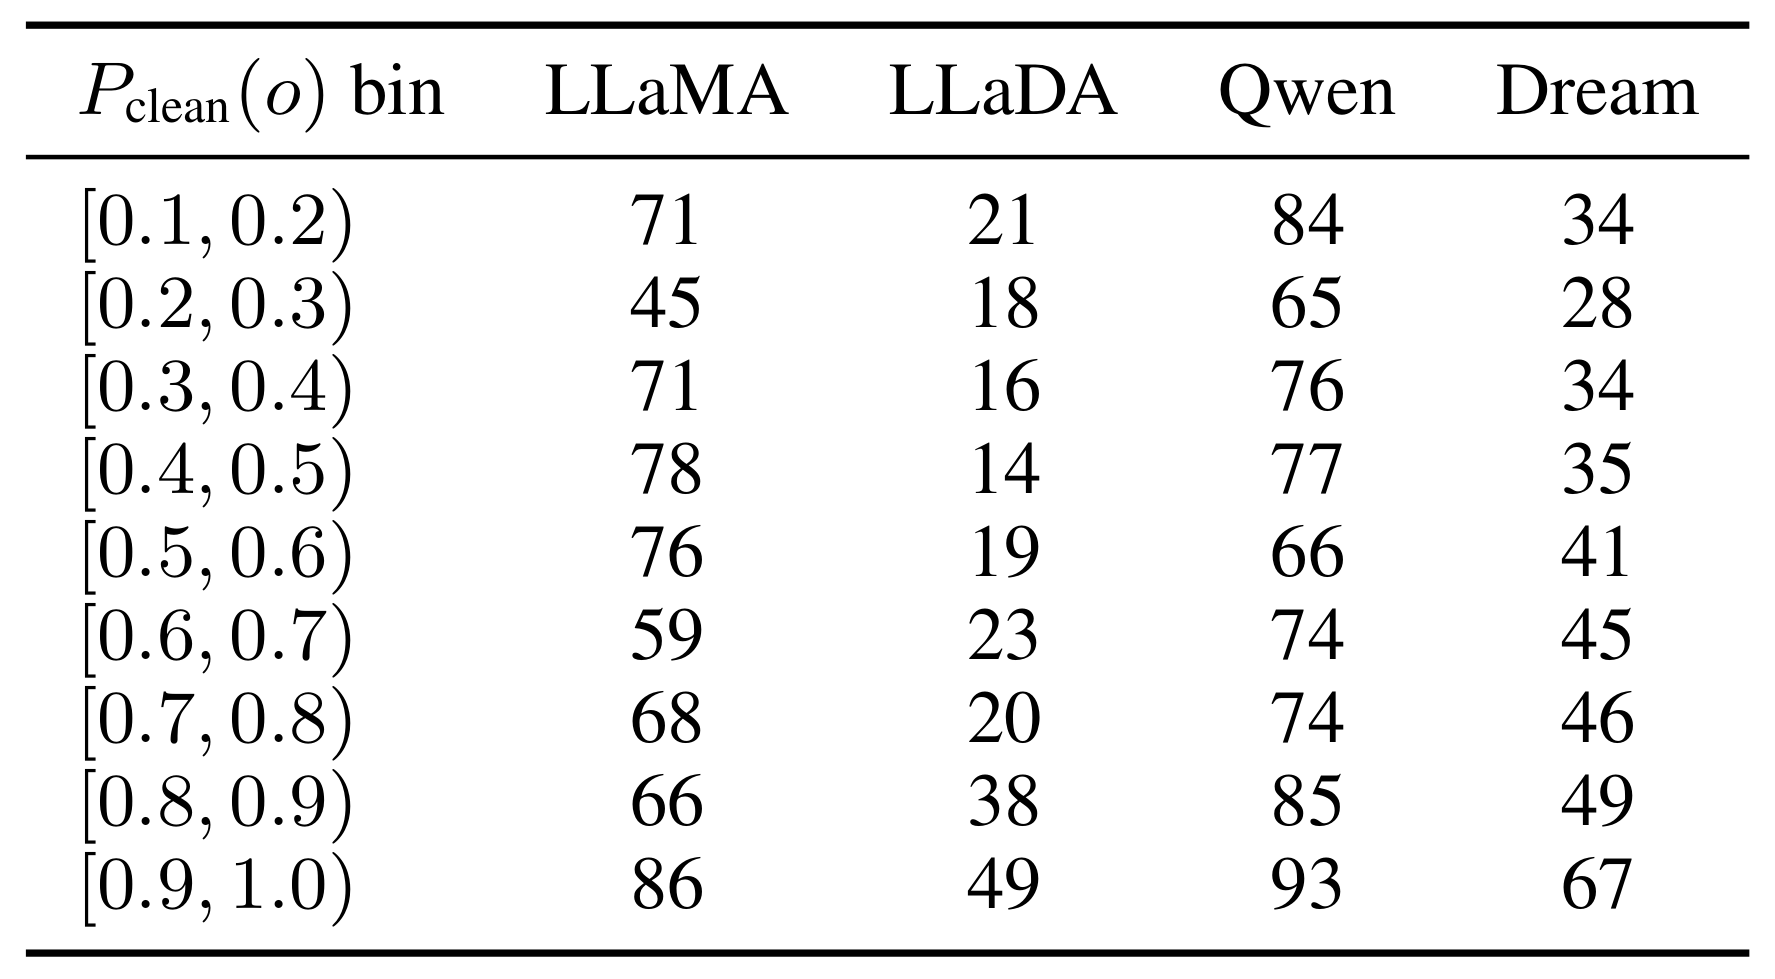 P_clean(o) bin LLaMA LLaDA Qwen Dream
[0.1, 0.2) 71 21 84 34
[0.2, 0.3) 45 18 65 28
[0.3, 0.4) 71 16 76 34
[0.4, 0.5) 78 14 77 35
[0.5, 0.6) 76 19 66 41
[0.6, 0.7) 59 23 74 45
[0.7, 0.8) 68 20 74 46
[0.8, 0.9) 66 38 85 49
[0.9, 1.0) 86 49 93 67